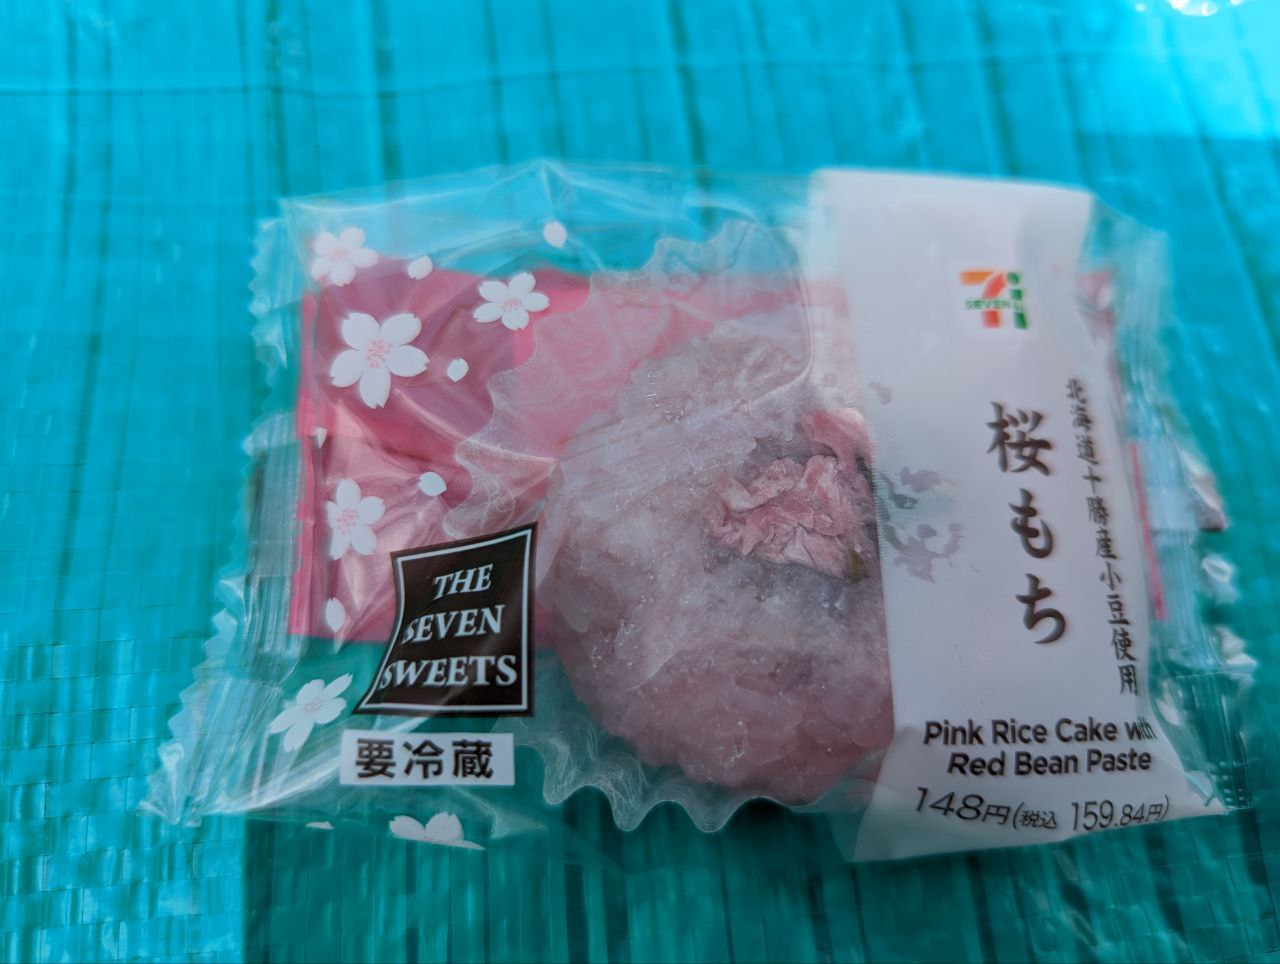 SEVEN
北海道十勝産小豆使用
桜もち
THE
SEVEN
SWEETS
要冷蔵
Pink Rice Cake with
Red Bean Paste
148円(税込 159.84円)